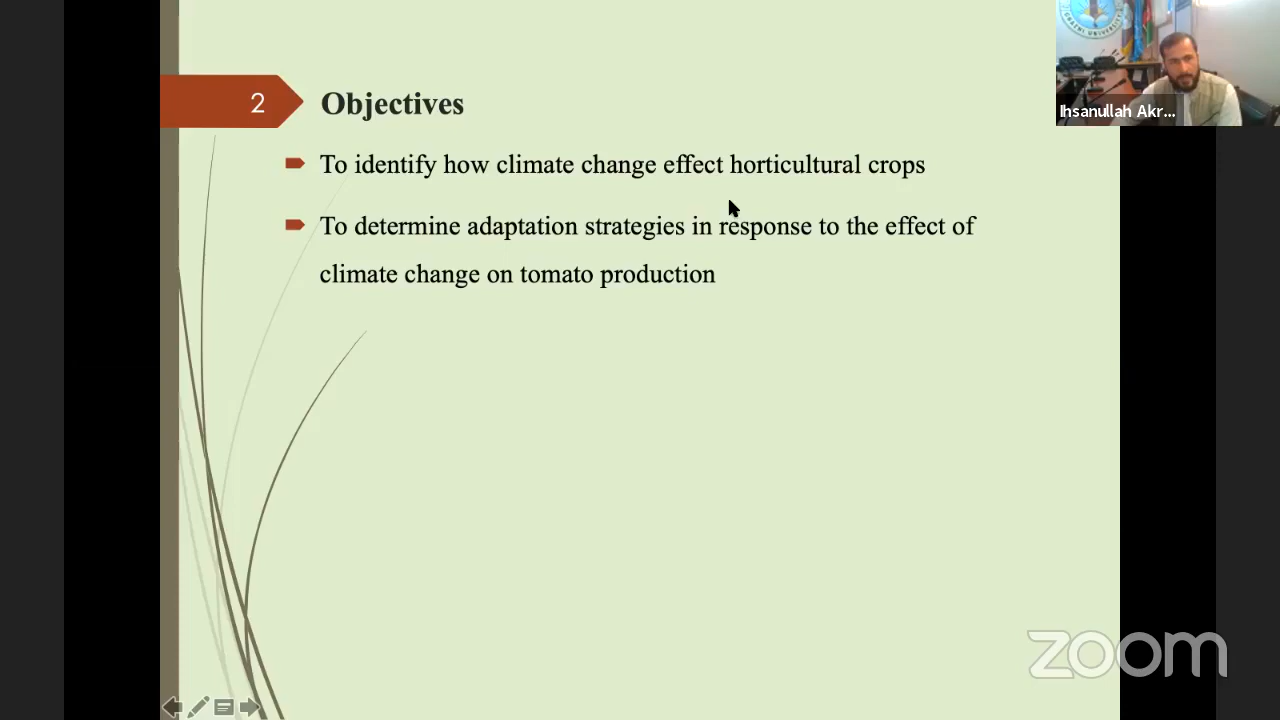 2
Objectives
To identify how climate change effect horticultural crops
To determine adaptation strategies in response to the effect of
climate change on tomato production
Ihsanullah Akr...
zoom